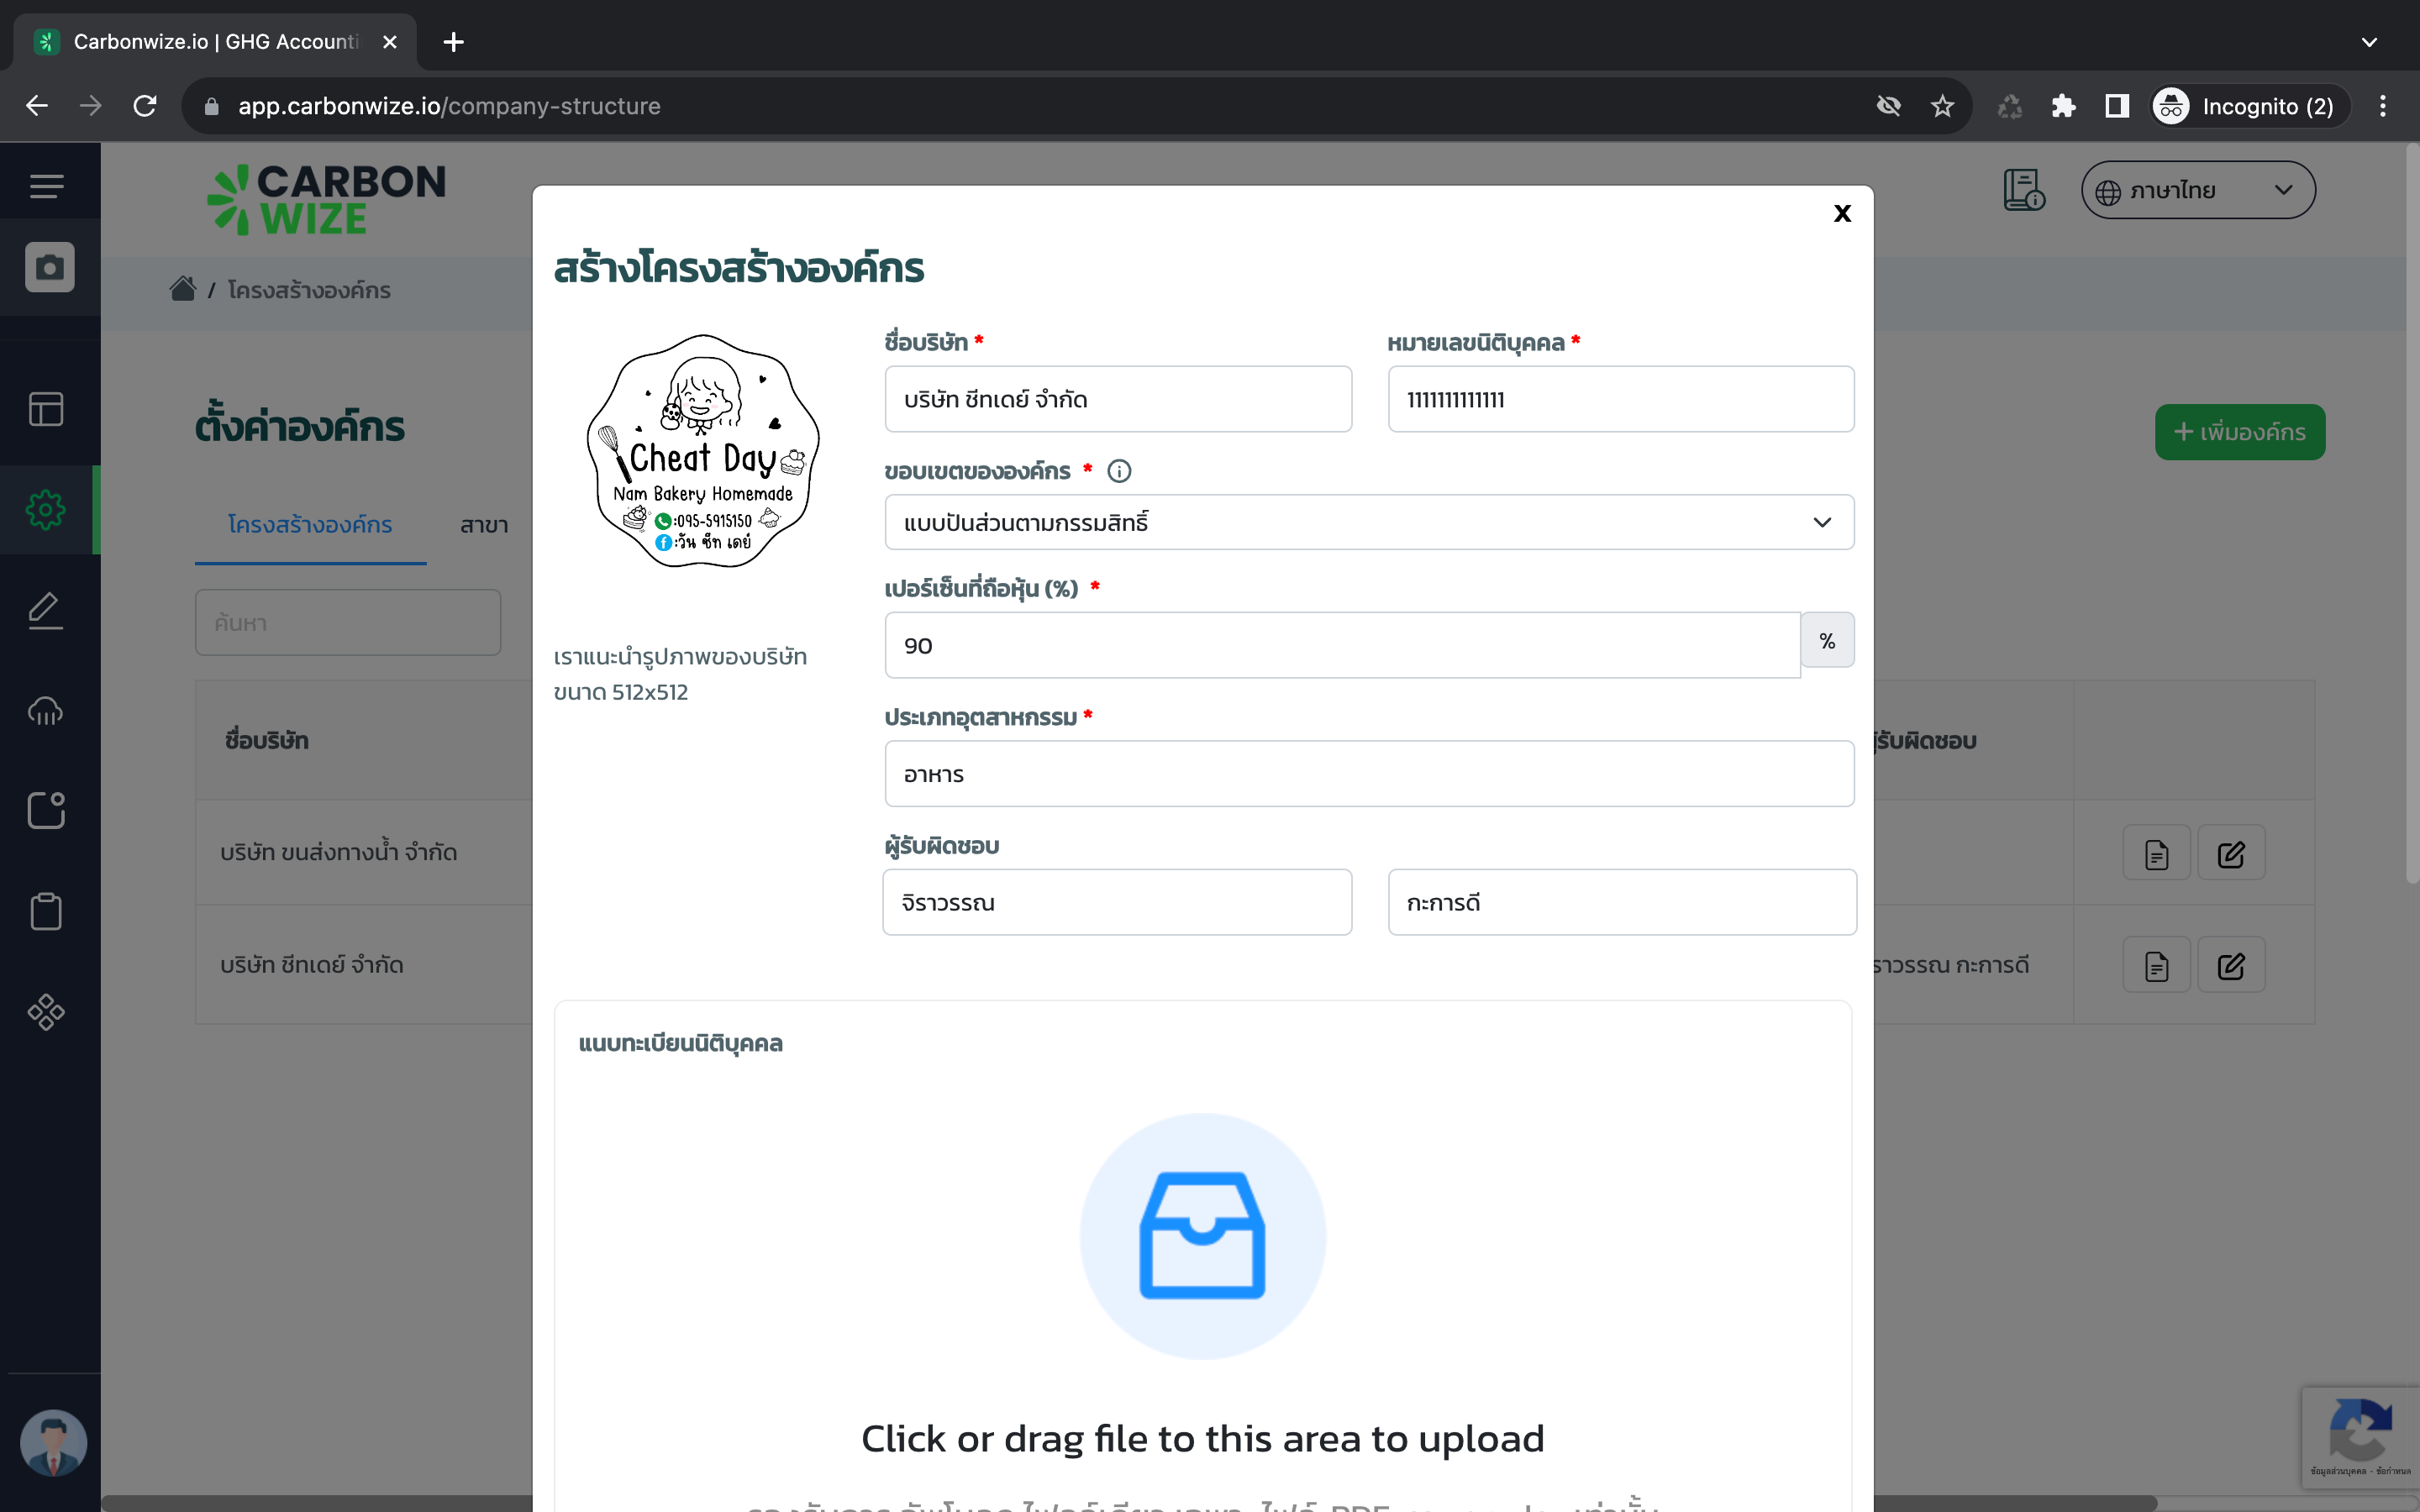 Carbonwize.io | GHG Accounti
app.carbonwize.io/company-structure
Incognito (2)
CARBON
WIZE
ภาษาไทย
/ โครงสร้างองค์กร
ตั้งค่าองค์กร
+ เพิ่มองค์กร
โครงสร้างองค์กร
สาขา
ค้นหา
ชื่อบริษัท
บริษัท ขนส่งทางน้ำ จำกัด
บริษัท ชีทเดย์ จำกัด
รับผิดชอบ
ราวรรณ กะการดี
X
สร้างโครงสร้างองค์กร
Cheat Day
Nam Bakery Homemade
:095-5915150
:วัน ชีท เดย์
เราแนะนำรูปภาพของบริษัท
ขนาด 512x512
ชื่อบริษัท *
บริษัท ชีทเดย์ จำกัด
หมายเลขนิติบุคคล *
1111111111111
ขอบเขตขององค์กร *
แบบปันส่วนตามกรรมสิทธิ์
เปอร์เซ็นที่ถือหุ้น (%) *
90
%
ประเภทอุตสาหกรรม *
อาหาร
ผู้รับผิดชอบ
จิราวรรณ
กะการดี
แนบทะเบียนนิติบุคคล
Click or drag file to this area to upload
ข้อมูลส่วนบุคคล - ข้อกำหนด